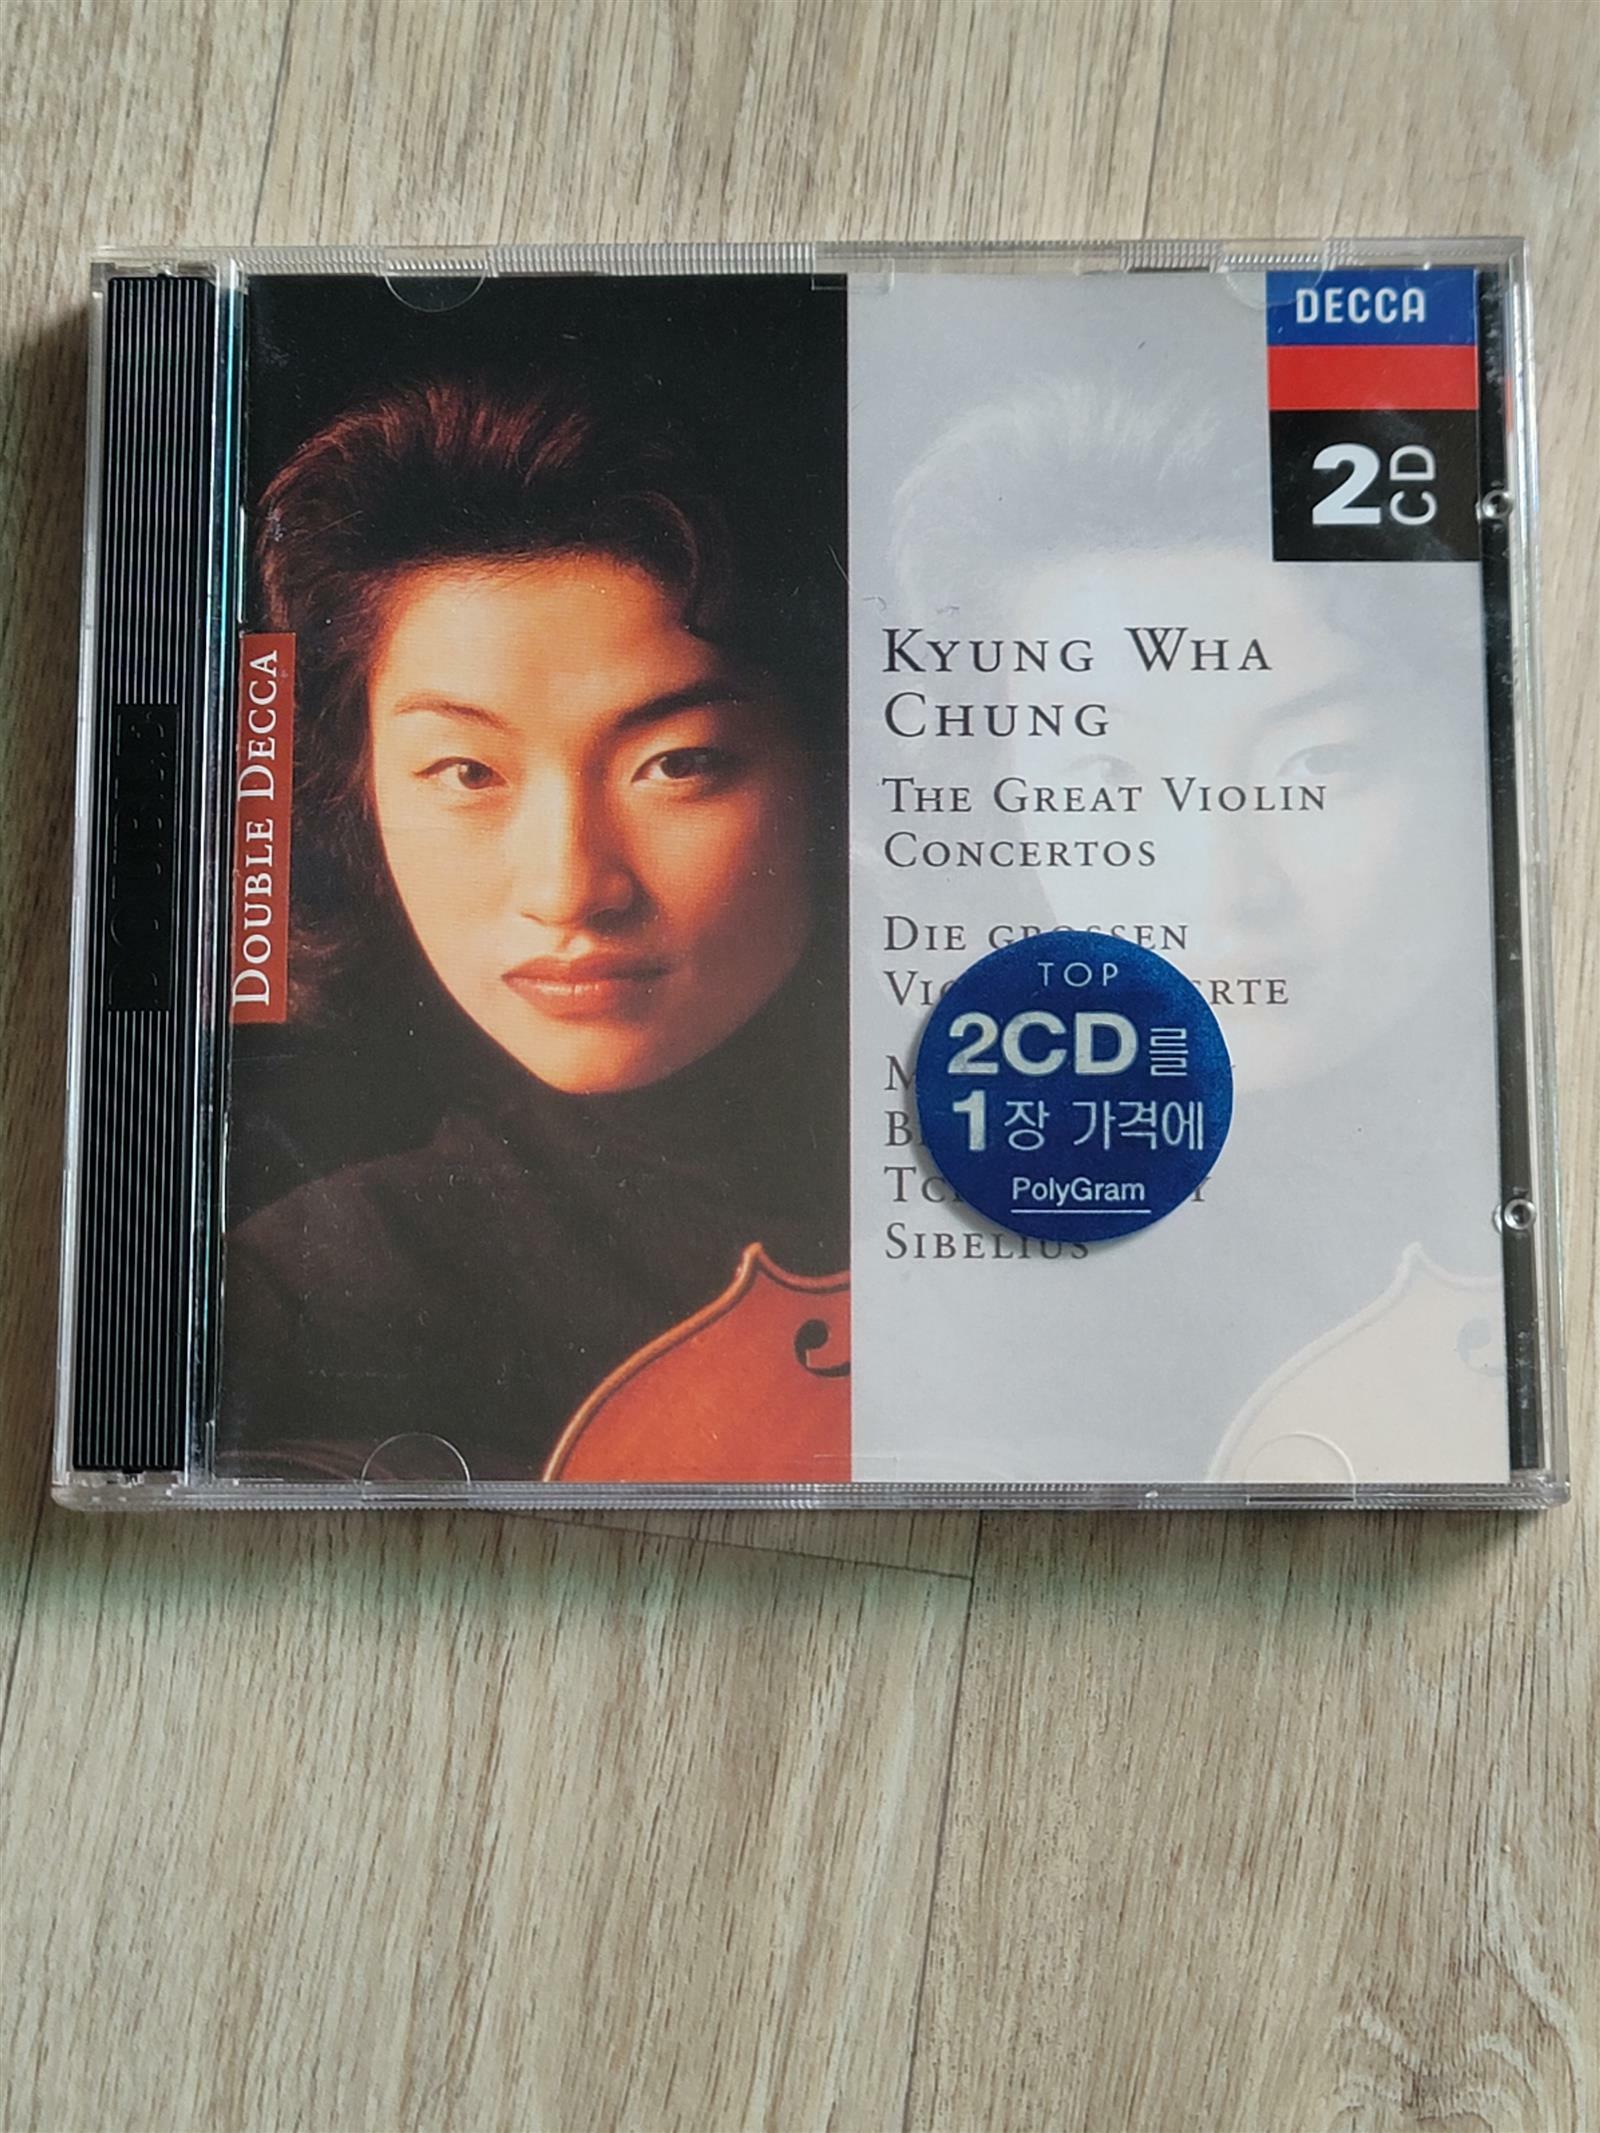 DECCA
2CD
DOUBLE
DOUBLE DECCA
KYUNG WHA
CHUNG
THE GREAT VIOLIN
CONCERTOS
DIE GROSSEN
SIBELIUS
TOP
2CD를
1장 가격에
PolyGram